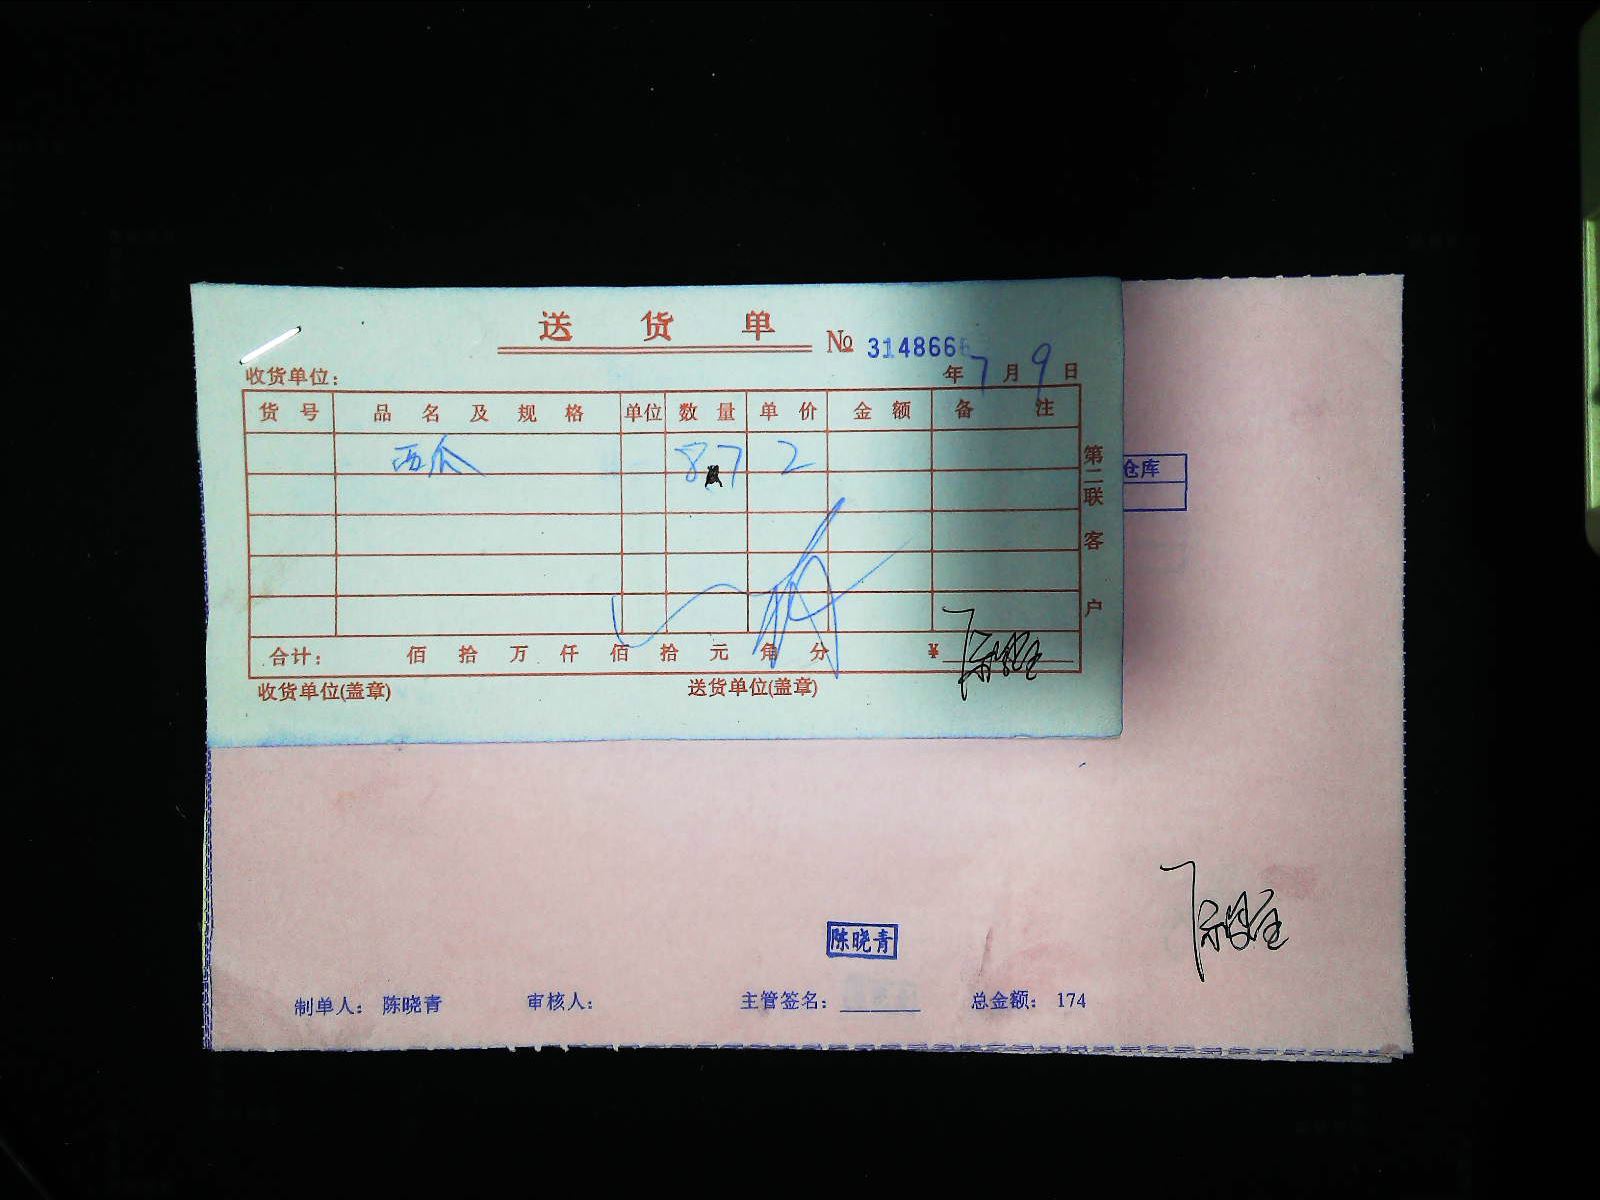 送 货 单
№ 3148666
收货单位: 年 7 月 9 日
货号 品名及规格 单位 数量 单价 金额 备注
西瓜 87 2
第二联 客户
仓库
合计: 佰 拾 万 仟 佰 拾 元 角 分 ¥
收货单位(盖章) 送货单位(盖章)
陈晓青
制单人: 陈晓青 审核人: 主管签名: 总金额: 174